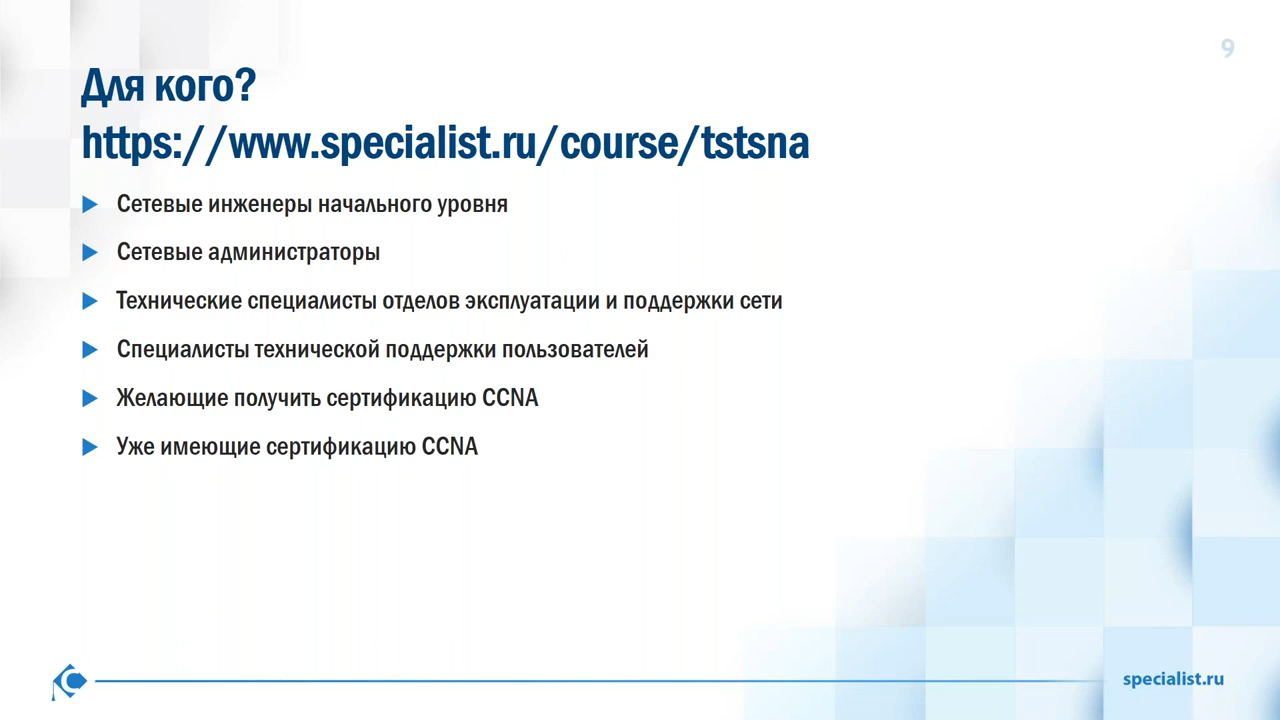 9
Для кого?
https://www.specialist.ru/course/tstsna
Сетевые инженеры начального уровня
Сетевые администраторы
Технические специалисты отделов эксплуатации и поддержки сети
Специалисты технической поддержки пользователей
Желающие получить сертификацию CCNA
Уже имеющие сертификацию CCNA
specialist.ru